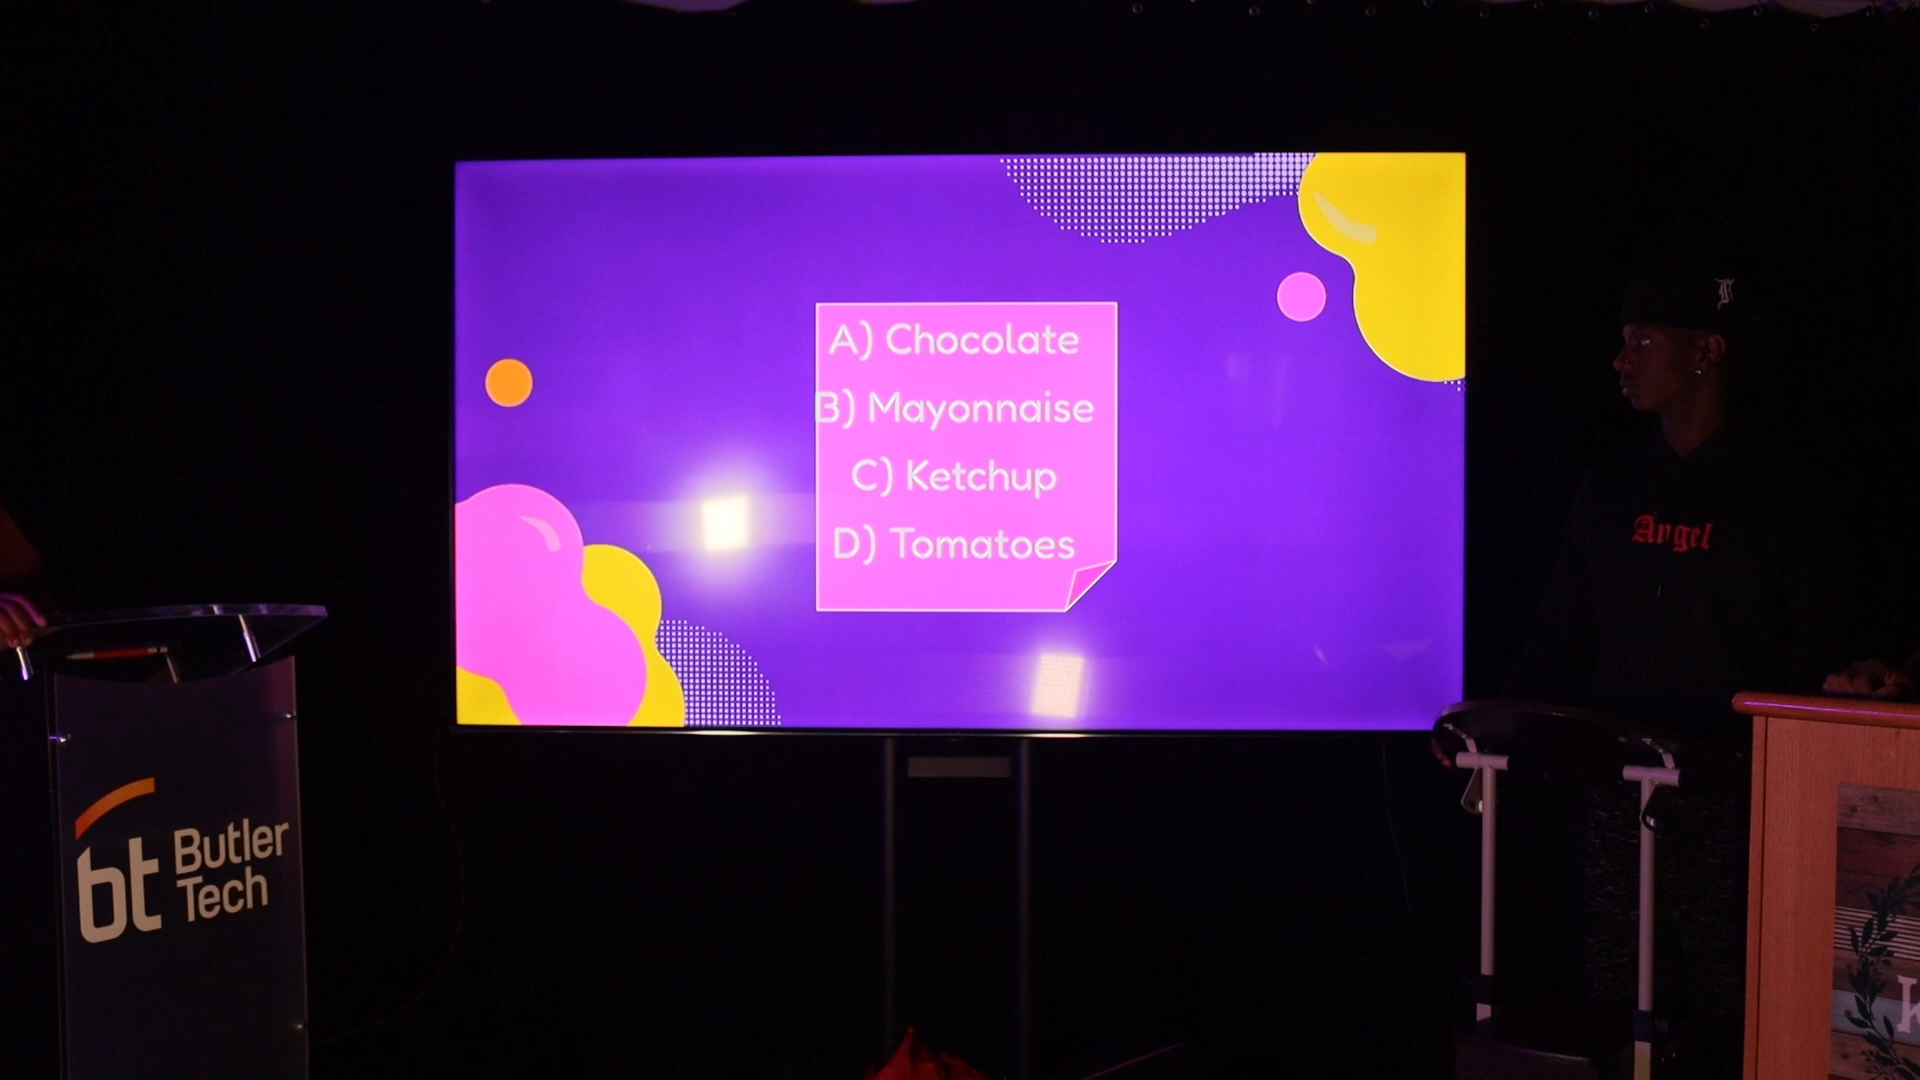 A) Chocolate
B) Mayonnaise
C) Ketchup
D) Tomatoes
Angel
bt Butler
Tech
K